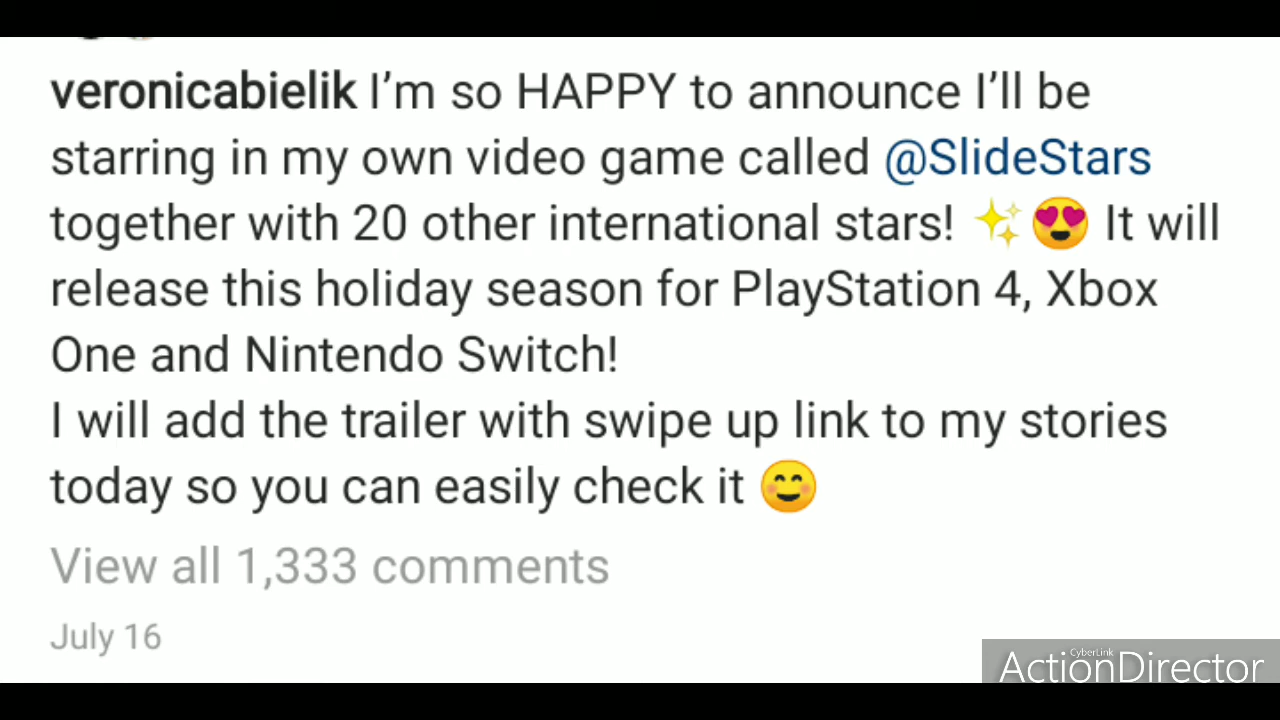 veronicabielik I’m so HAPPY to announce I’ll be
starring in my own video game called @SlideStars
together with 20 other international stars! ✨😍 It will
release this holiday season for PlayStation 4, Xbox
One and Nintendo Switch!
I will add the trailer with swipe up link to my stories
today so you can easily check it 😊
View all 1,333 comments
July 16
CyberLink
ActionDirector